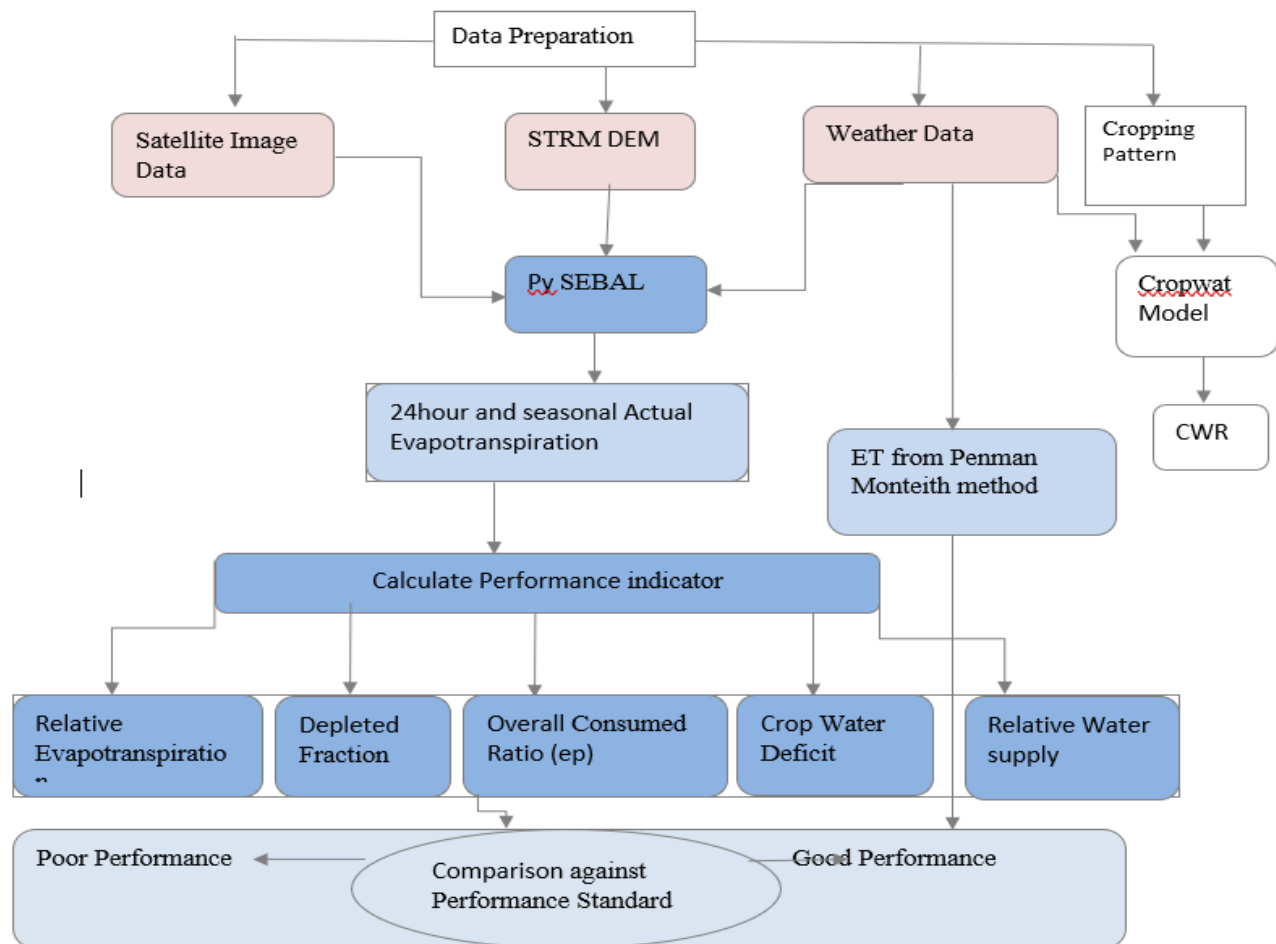 Data Preparation
Satellite Image
Data
STRM DEM
Weather Data
Cropping
Pattern
Py SEBAL
Cropwat
Model
24hour and seasonal Actual
Evapotranspiration
ET from Penman
Monteith method
CWR
Calculate Performance indicator
Relative
Evapotranspiratio
n
Depleted
Fraction
Overall Consumed
Ratio (ep)
Crop Water
Deficit
Relative Water
supply
Poor Performance
Comparison against
Performance Standard
Good Performance